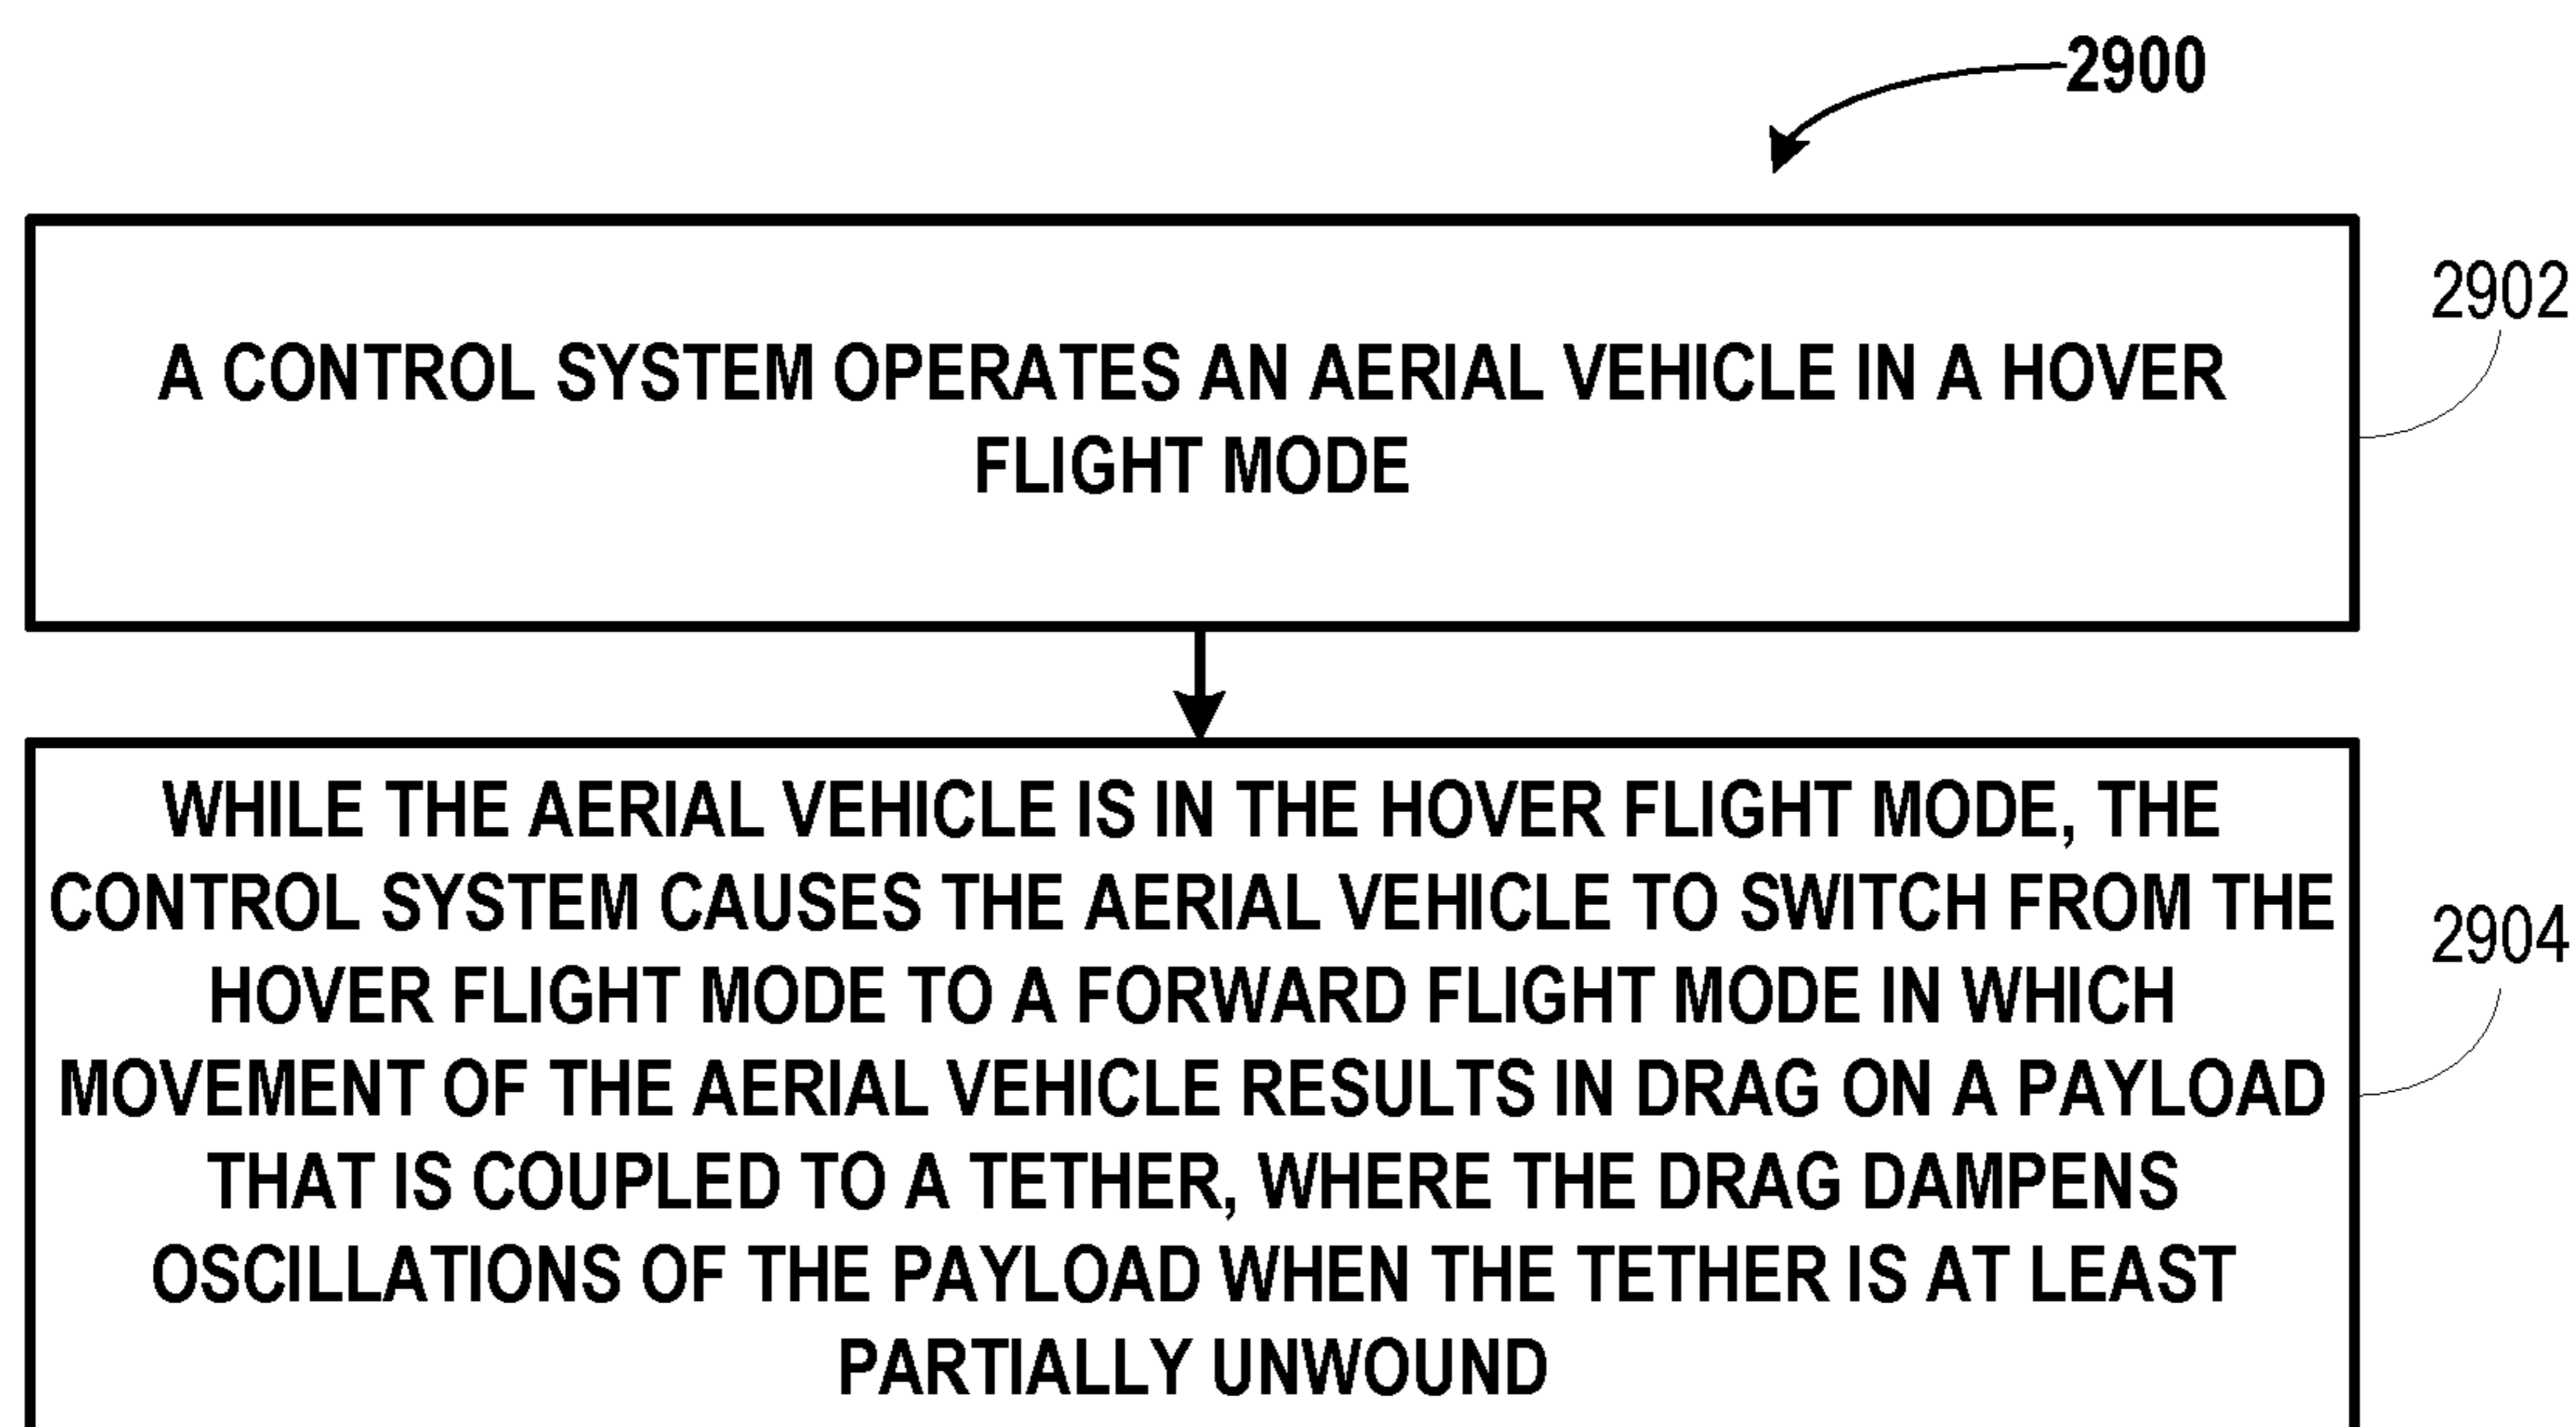 2900
A CONTROL SYSTEM OPERATES AN AERIAL VEHICLE IN A HOVER
FLIGHT MODE
2902
WHILE THE AERIAL VEHICLE IS IN THE HOVER FLIGHT MODE, THE
CONTROL SYSTEM CAUSES THE AERIAL VEHICLE TO SWITCH FROM THE
HOVER FLIGHT MODE TO A FORWARD FLIGHT MODE IN WHICH
MOVEMENT OF THE AERIAL VEHICLE RESULTS IN DRAG ON A PAYLOAD
THAT IS COUPLED TO A TETHER, WHERE THE DRAG DAMPENS
OSCILLATIONS OF THE PAYLOAD WHEN THE TETHER IS AT LEAST
PARTIALLY UNWOUND
2904